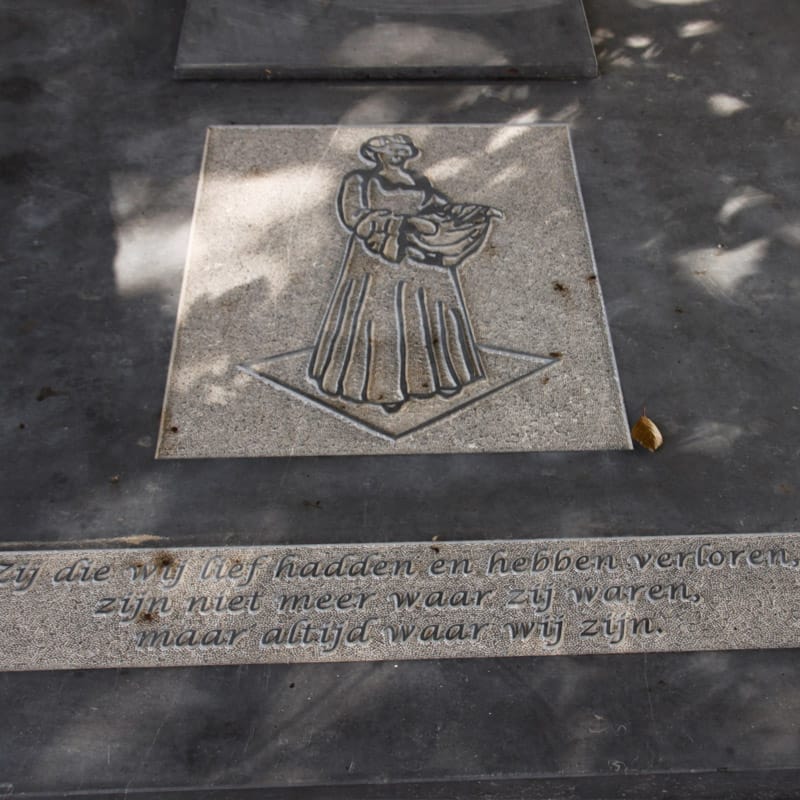 Zij die wij lief hadden en hebben verloren,
zijn niet meer waar zij waren,
maar altijd waar wij zijn.